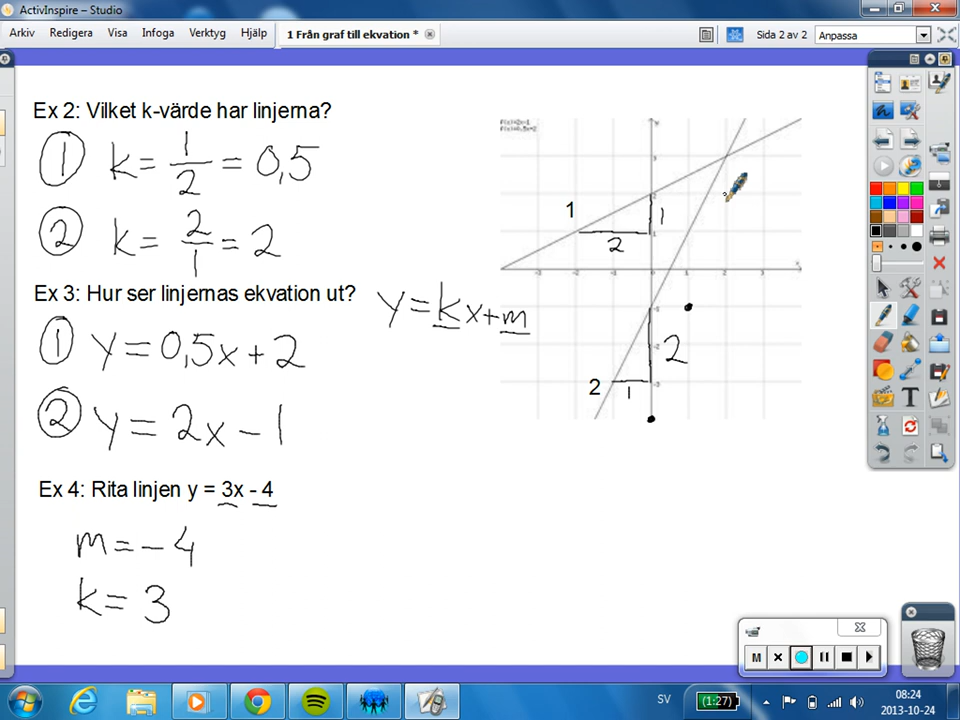 ActivInspire – Studio
Arkiv Redigera Visa Infoga Verktyg Hjälp
1 Från graf till ekvation *
Sida 2 av 2
Anpassa
Ex 2: Vilket k-värde har linjerna?
① k = 1/2 = 0,5
② k = 2/1 = 2
Ex 3: Hur ser linjernas ekvation ut?
y = kx+m
① y = 0,5x + 2
② y = 2x - 1
Ex 4: Rita linjen y = 3x - 4
m = -4
k = 3
1
1
2
2
2
1
M
SV
(1:27)
08:24
2013-10-24